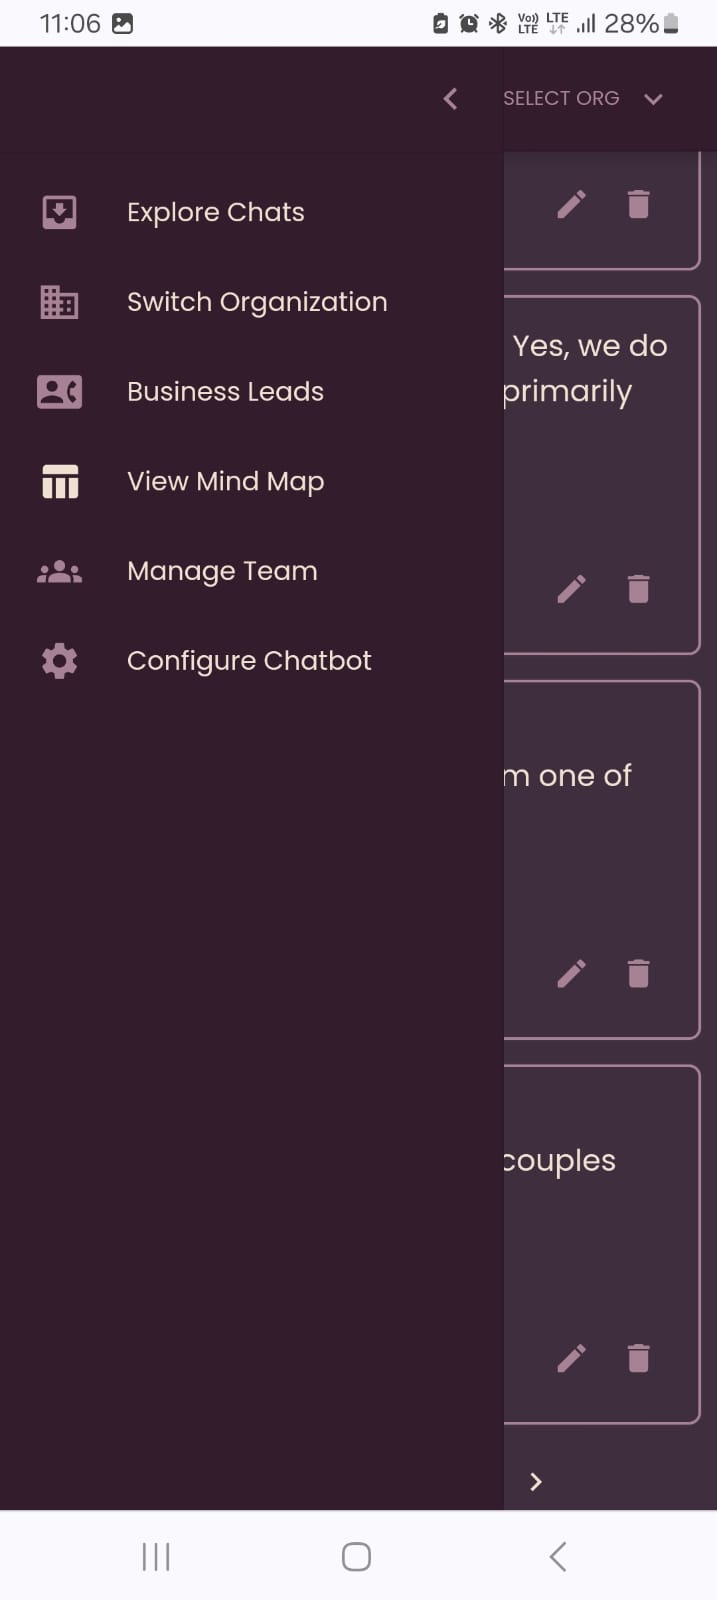 11:06
Vo)) LTE
LTE
28%
SELECT ORG
Explore Chats
Switch Organization
Business Leads
View Mind Map
Manage Team
Configure Chatbot
Yes, we do
primarily
m one of
couples